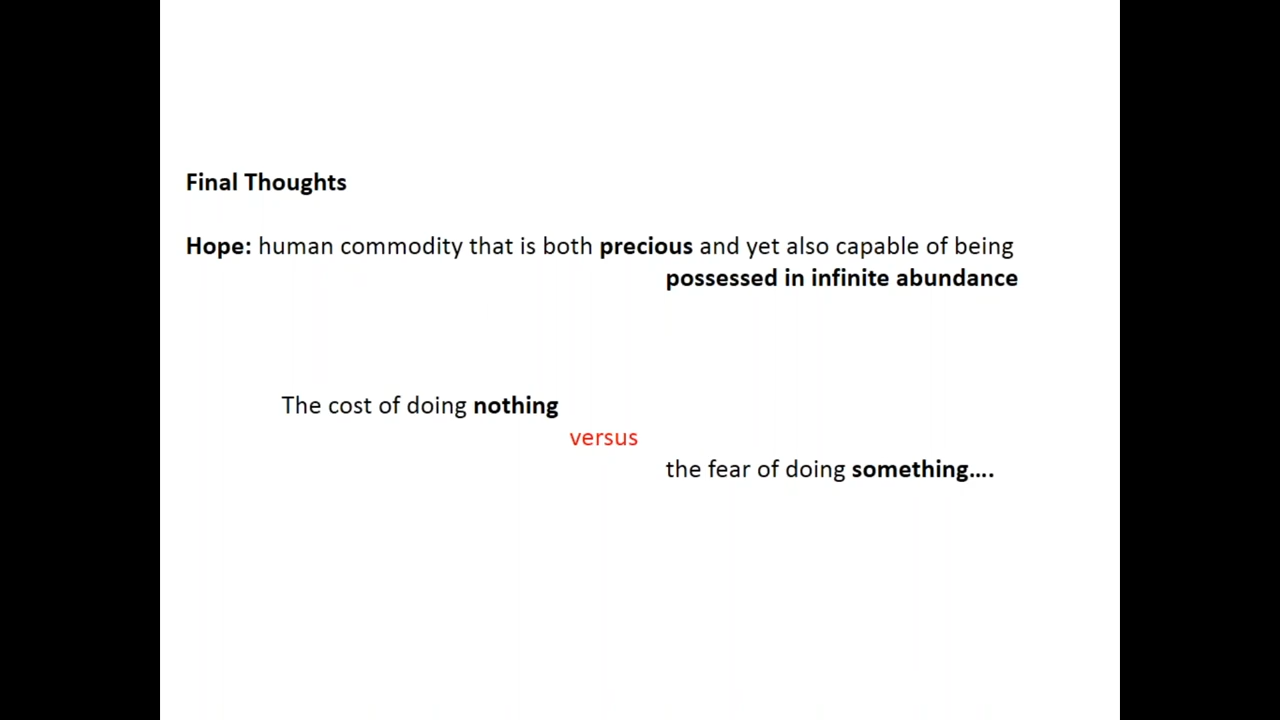 Final Thoughts
Hope: human commodity that is both precious and yet also capable of being
possessed in infinite abundance
The cost of doing nothing
versus
the fear of doing something….